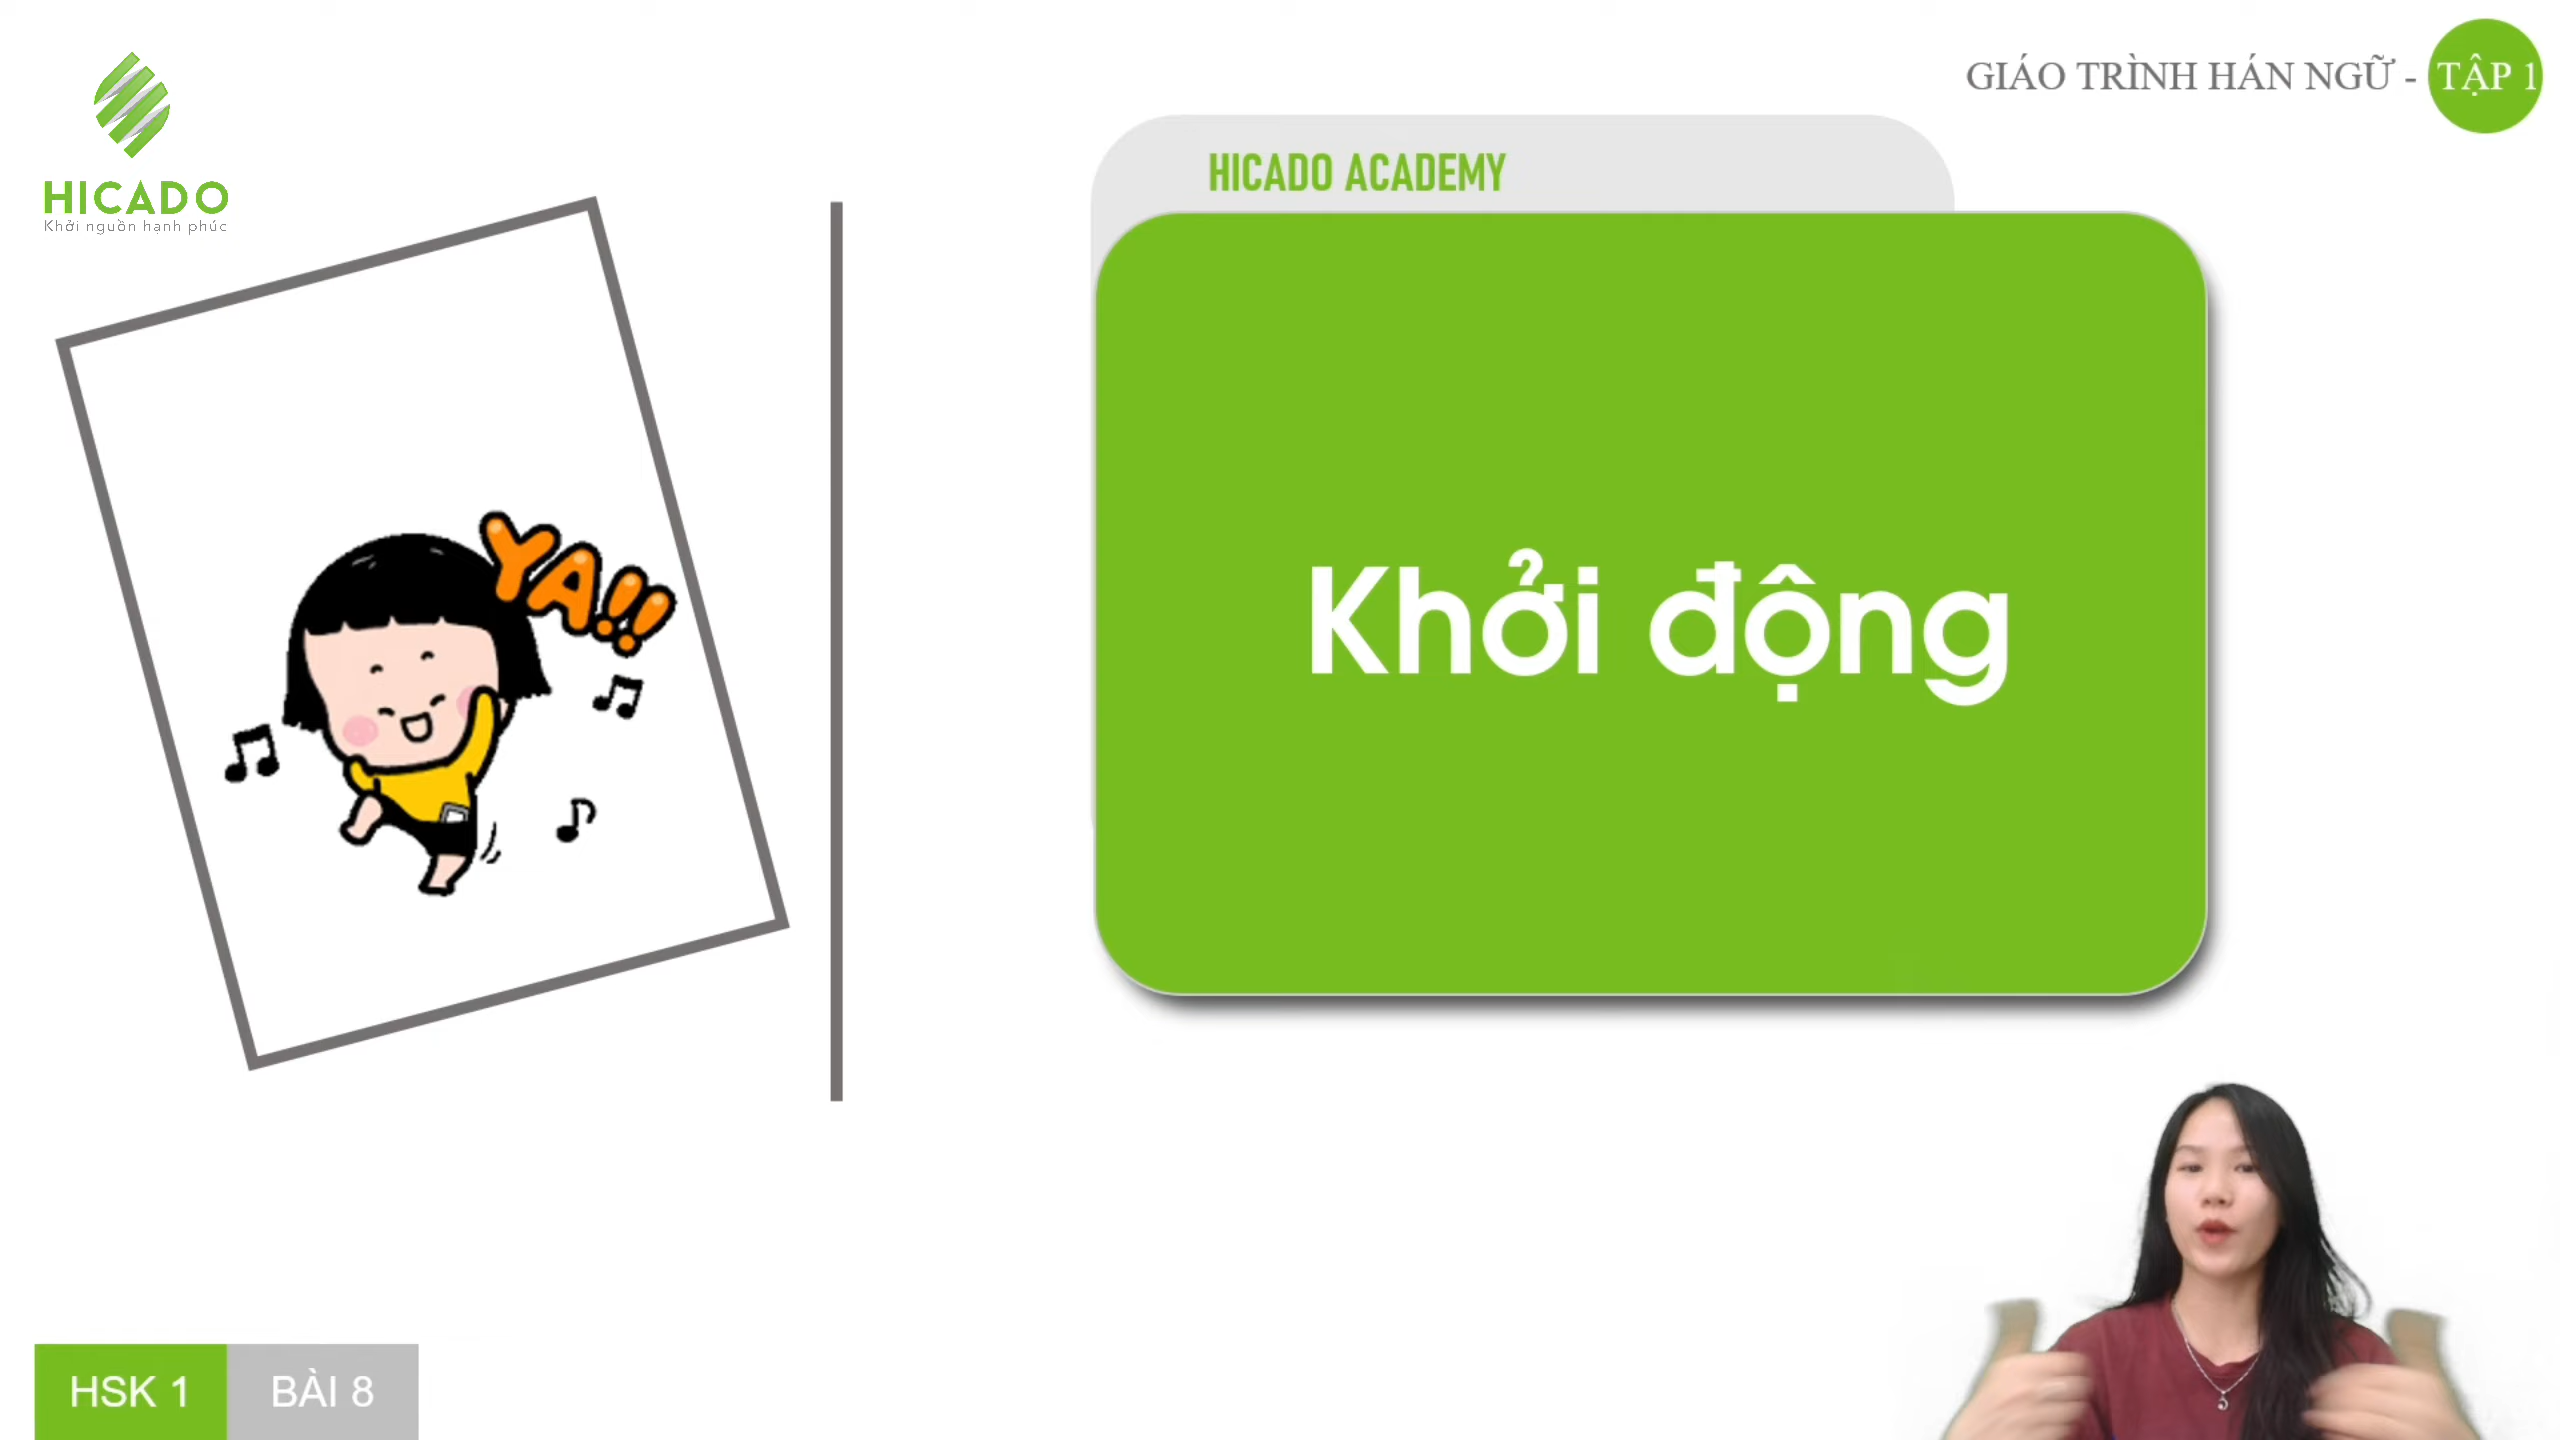 HICADO
Khởi nguồn hạnh phúc
GIÁO TRÌNH HÁN NGỮ - TẬP 1
HICADO ACADEMY
YA!!
Khởi động
HSK 1
BÀI 8